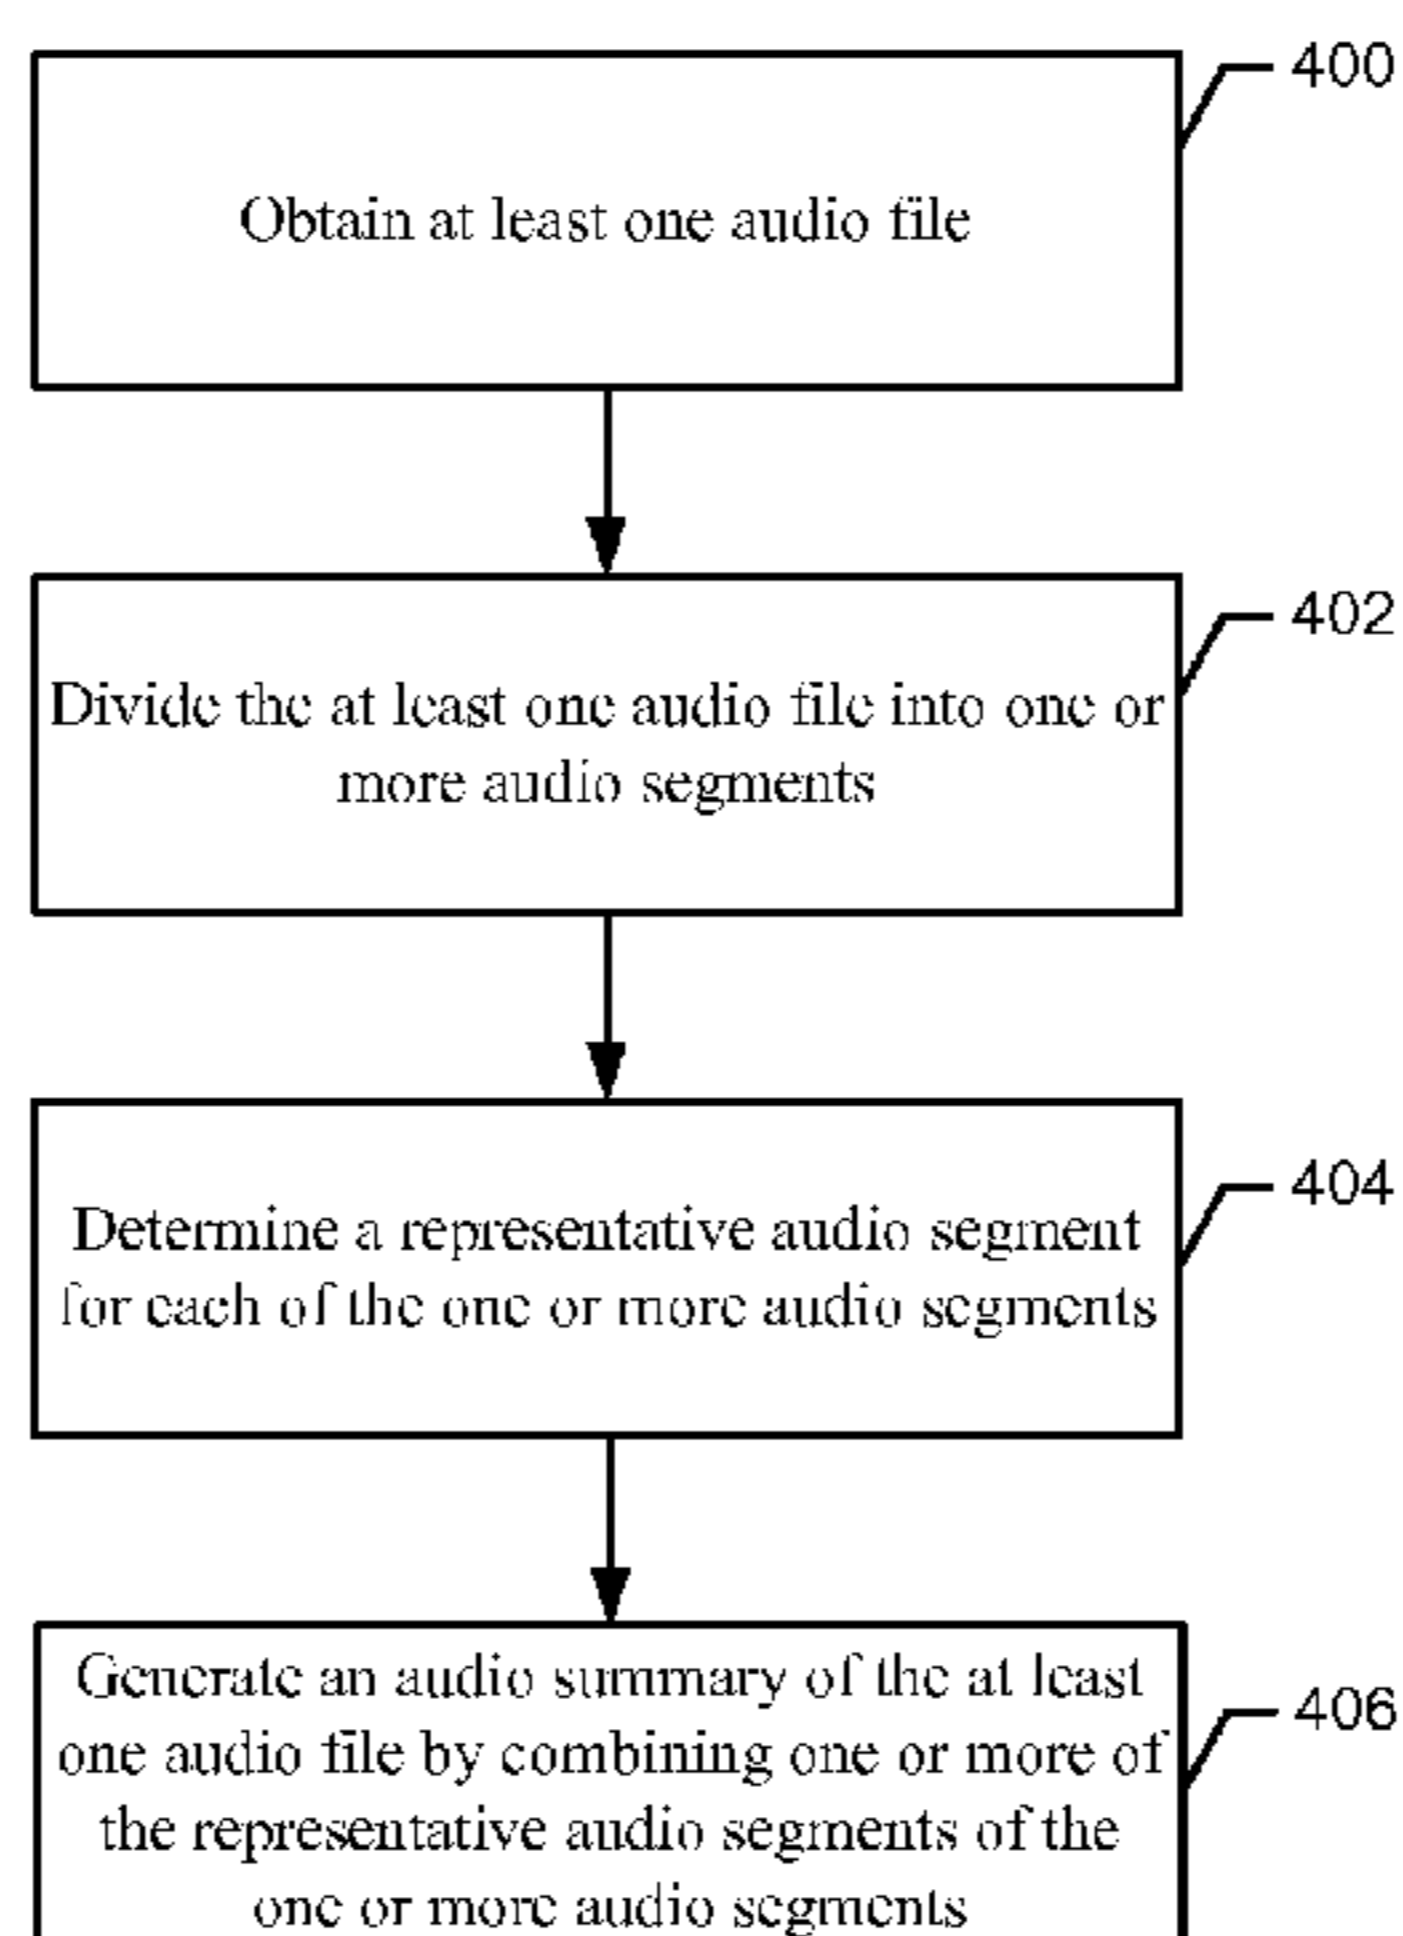 400
Obtain at least one audio file
402
Divide the at least one audio file into one or
more audio segments
404
Determine a representative audio segment
for each of the one or more audio segments
406
Generate an audio summary of the at least
one audio file by combining one or more of
the representative audio segments of the
one or more audio segments